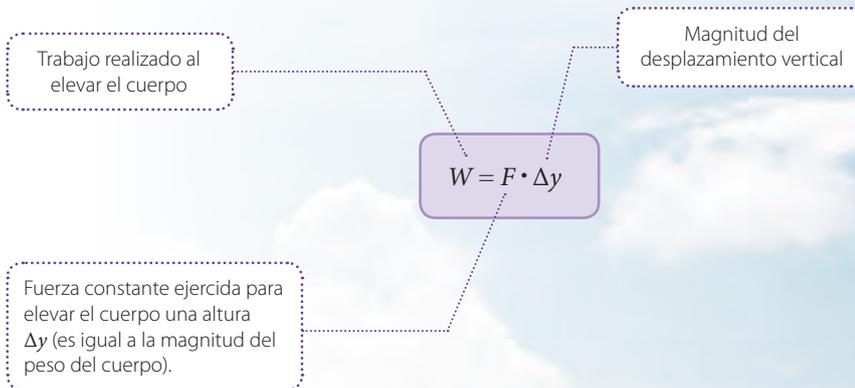 Trabajo realizado al
elevar el cuerpo
Magnitud del
desplazamiento vertical
W = F • Δy
Fuerza constante ejercida para
elevar el cuerpo una altura
Δy (es igual a la magnitud del
peso del cuerpo).